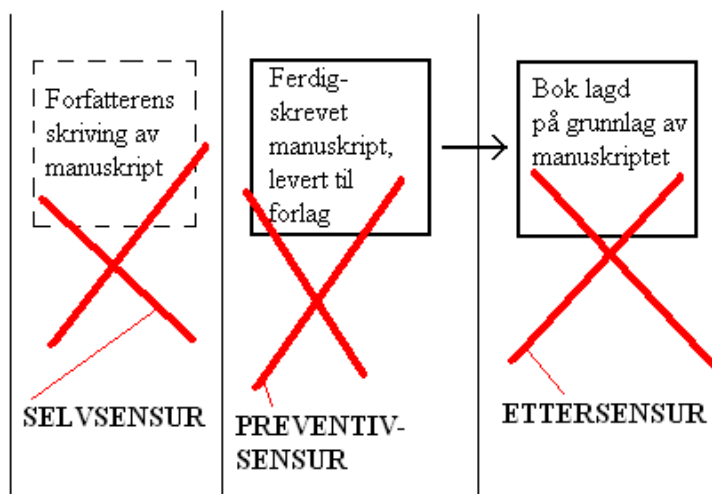 Forfatterens
skriving av
manuskript
SELVSENSUR
Ferdig-
skrevet
manuskript,
levert til
forlag
PREVENTIV-
SENSUR
Bok lagd
på grunnlag av
manuskriptet
ETTERSENSUR